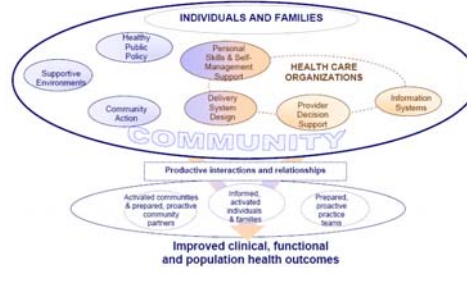 INDIVIDUALS AND FAMILIES
Healthy
Public
Policy
Personal
Skills & Self-
Management
Support
Supportive
Environments
HEALTH CARE
ORGANIZATIONS
Community
Action
Delivery
System
Design
Provider
Decision
Support
Information
Systems
COMMUNITY
Productive interactions and relationships
Activated communities
& prepared, proactive
community
partners
Informed,
activated
individuals
& families
Prepared,
proactive
practice
teams
Improved clinical, functional
and population health outcomes